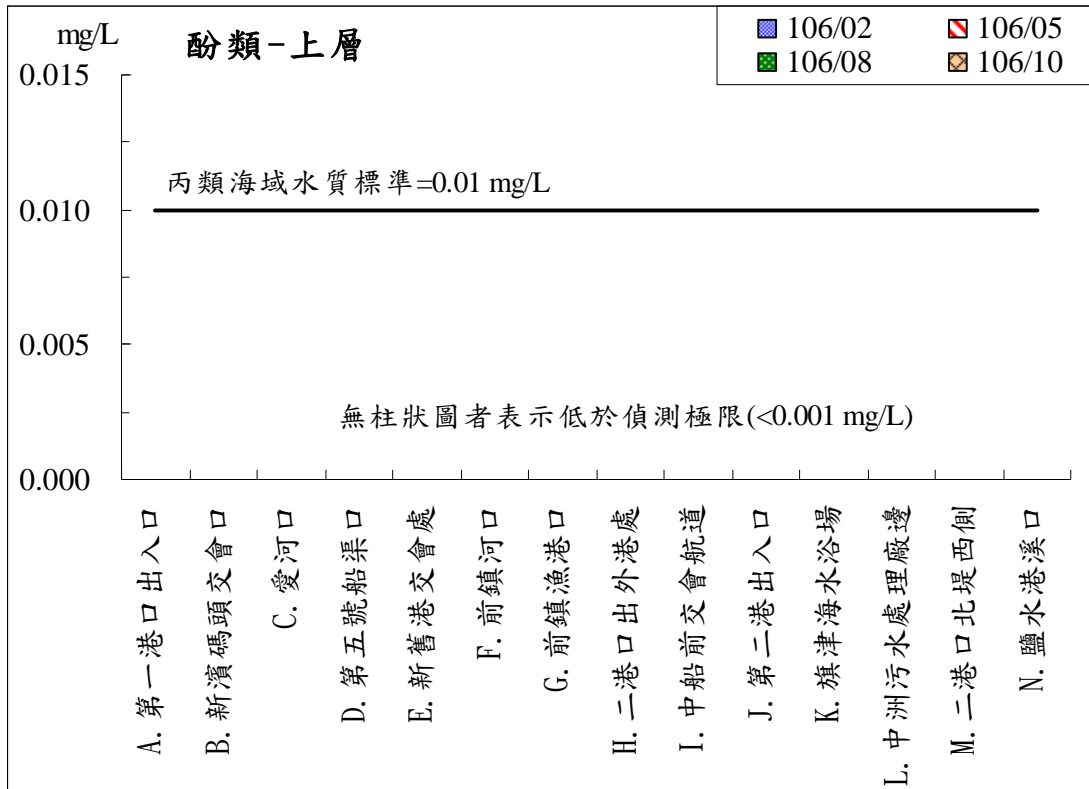 mg/L
酚類-上層
106/02
106/05
106/08
106/10
0.015
丙類海域水質標準=0.01 mg/L
0.010
0.005
無柱狀圖者表示低於偵測極限(<0.001 mg/L)
0.000
A. 第一港口出入口
B. 新濱碼頭交會口
C. 愛河口
D. 第五號船渠口
E. 新舊港交會處
F. 前鎮河口
G. 前鎮漁港口
H. 二港口出外港處
I. 中船前交會航道
J. 第二港出入口
K. 旗津海水浴場
L. 中洲污水處理廠邊
M. 二港口北堤西側
N. 鹽水港溪口